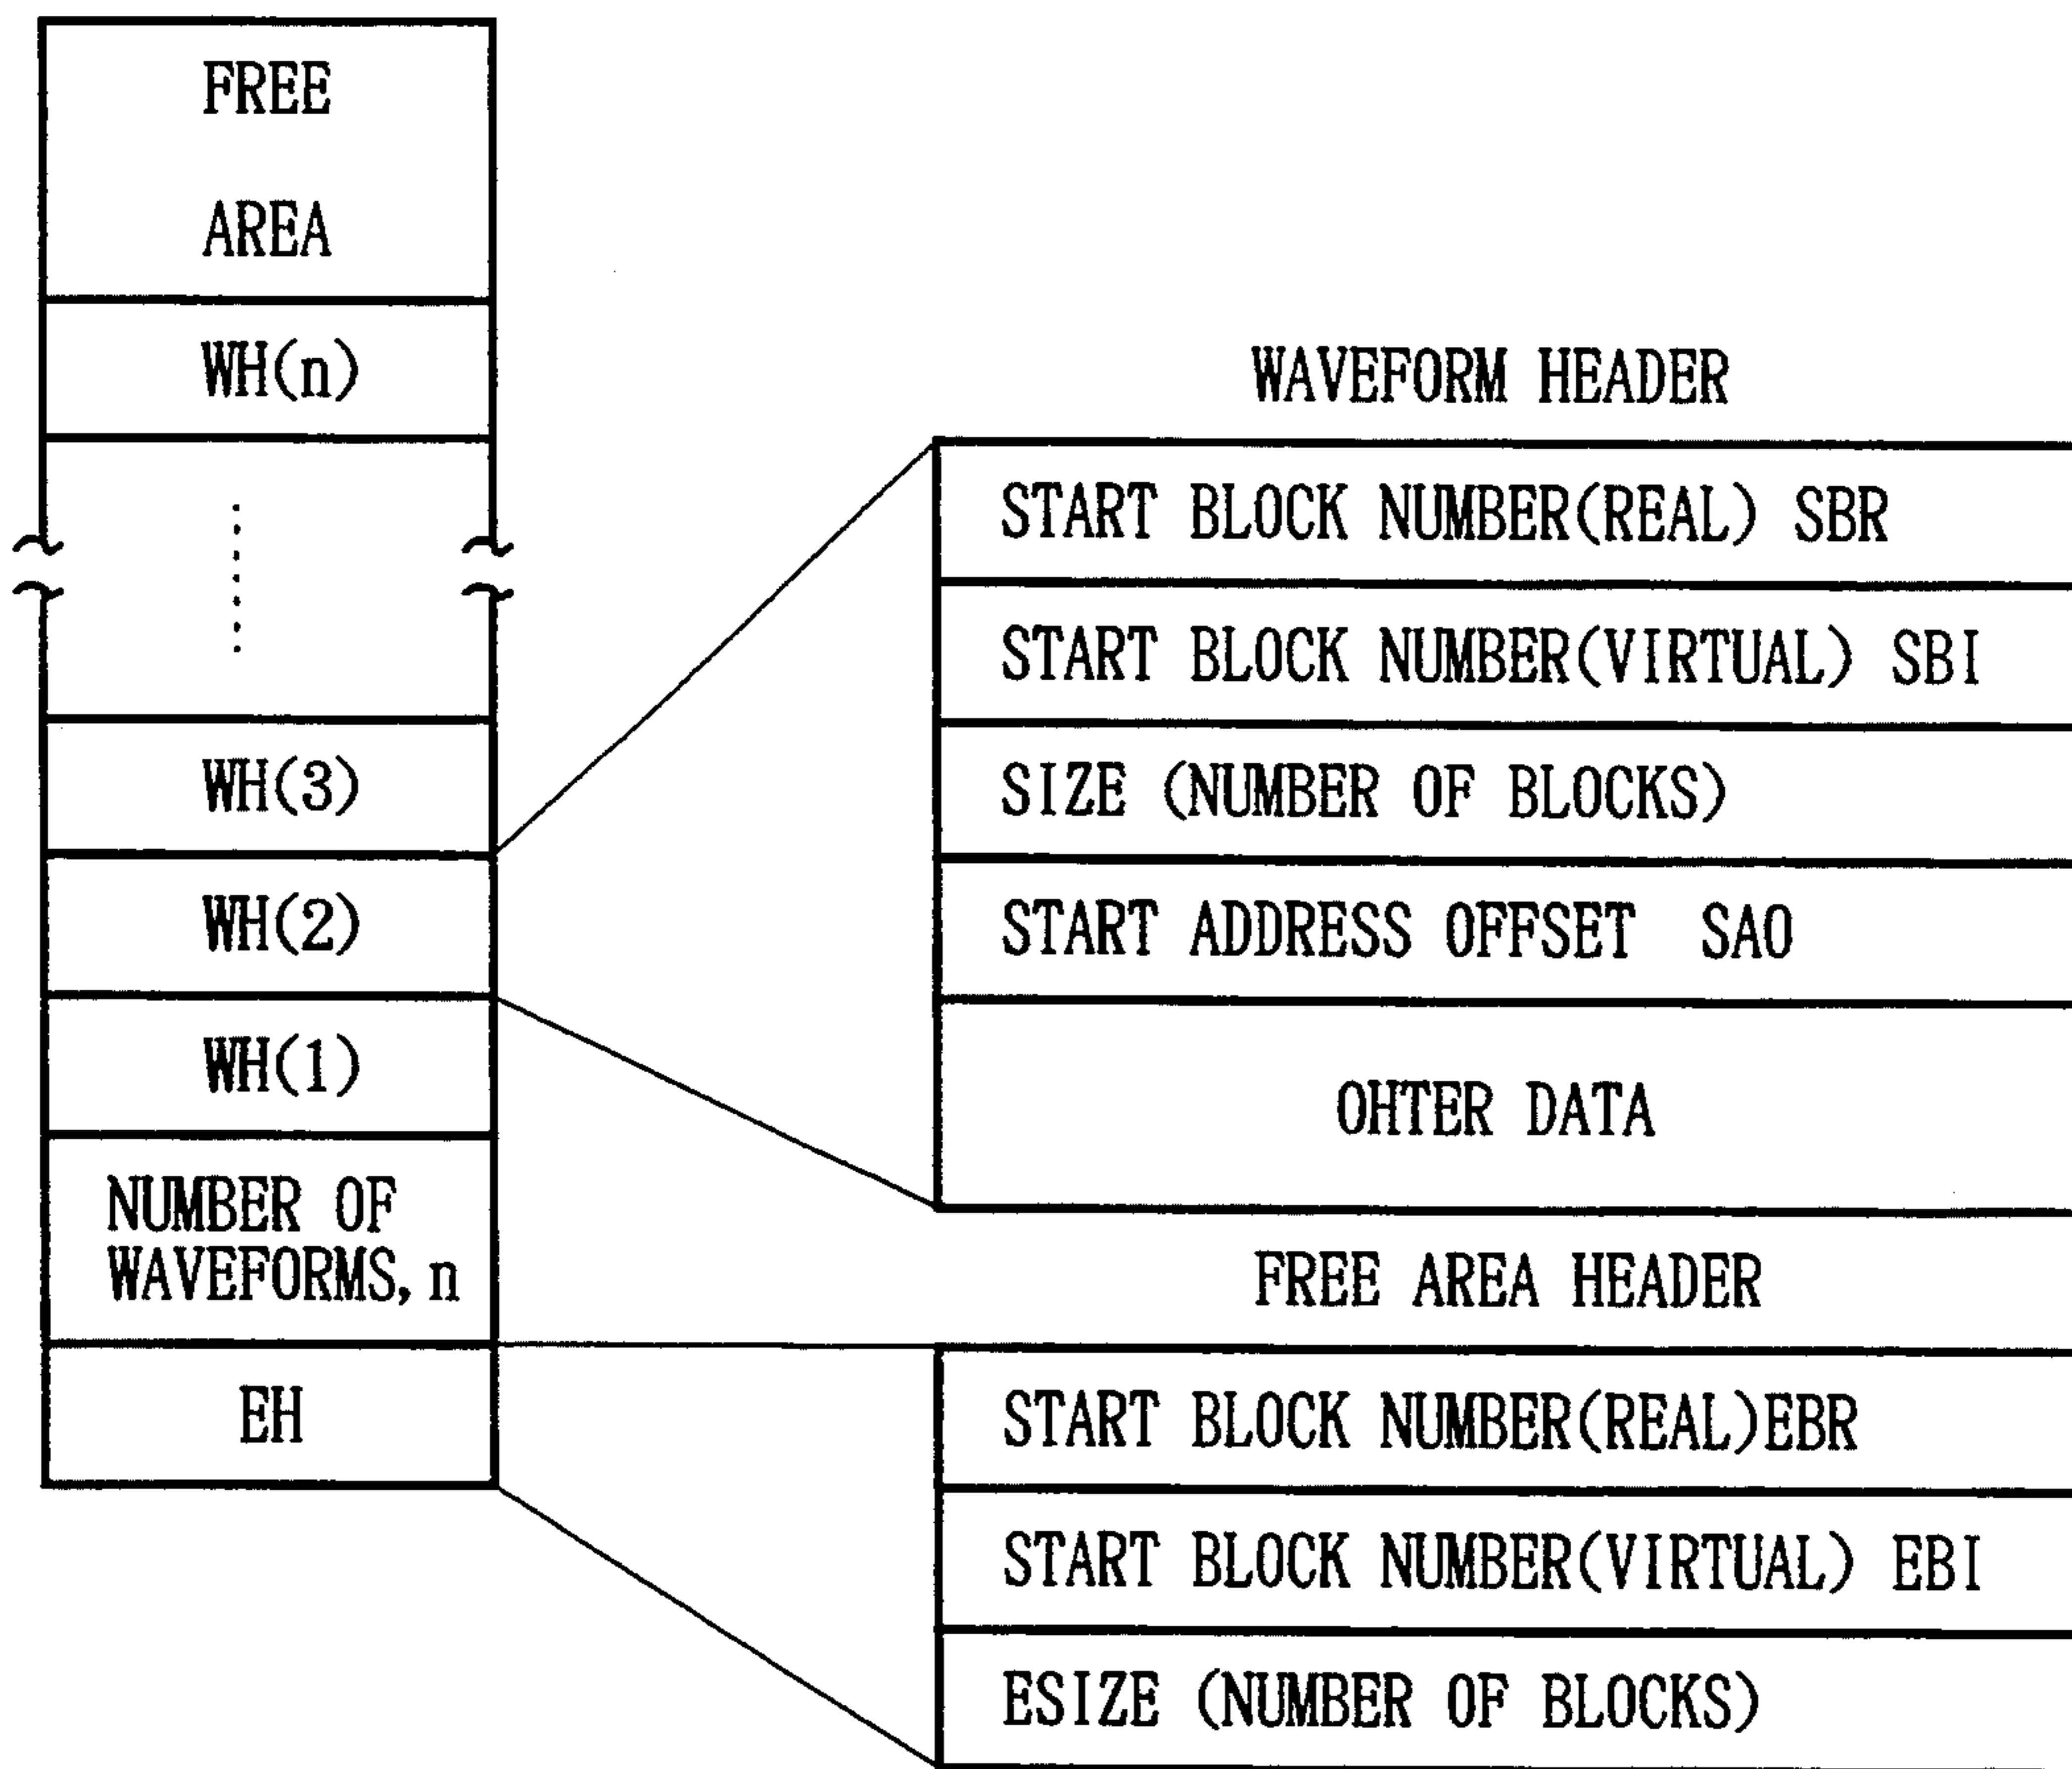 FREE
AREA
WH(n)
WH(3)
WH(2)
WH(1)
NUMBER OF
WAVEFORMS, n
EH
WAVEFORM HEADER
START BLOCK NUMBER(REAL) SBR
START BLOCK NUMBER(VIRTUAL) SBI
SIZE (NUMBER OF BLOCKS)
START ADDRESS OFFSET SAO
OHTER DATA
FREE AREA HEADER
START BLOCK NUMBER(REAL)EBR
START BLOCK NUMBER(VIRTUAL) EBI
ESIZE (NUMBER OF BLOCKS)